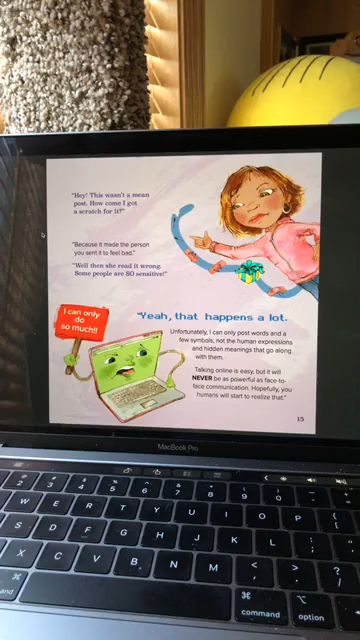 "Hey! This wasn't a mean
post. How come I got
a scratch for it?"
"Because it made the person
you sent it to feel bad."
"Well then she read it wrong.
Some people are SO sensitive!"
I can only
do
so much!!
"Yeah, that happens a lot.
Unfortunately, I can only post words and a
few symbols, not the human expressions
and hidden meanings that go along
with them.
Talking online is easy, but it will
NEVER be as powerful as face-to-
face communication. Hopefully, you
humans will start to realize that."
15
MacBook Pro
@ # $ % ^ & * ( )
2 3 4 5 6 7 8 9 0
W E R T Y U I O P
S D F G H J K L
X C V B N M < > ?
, . /
⌘ ⌥
command option